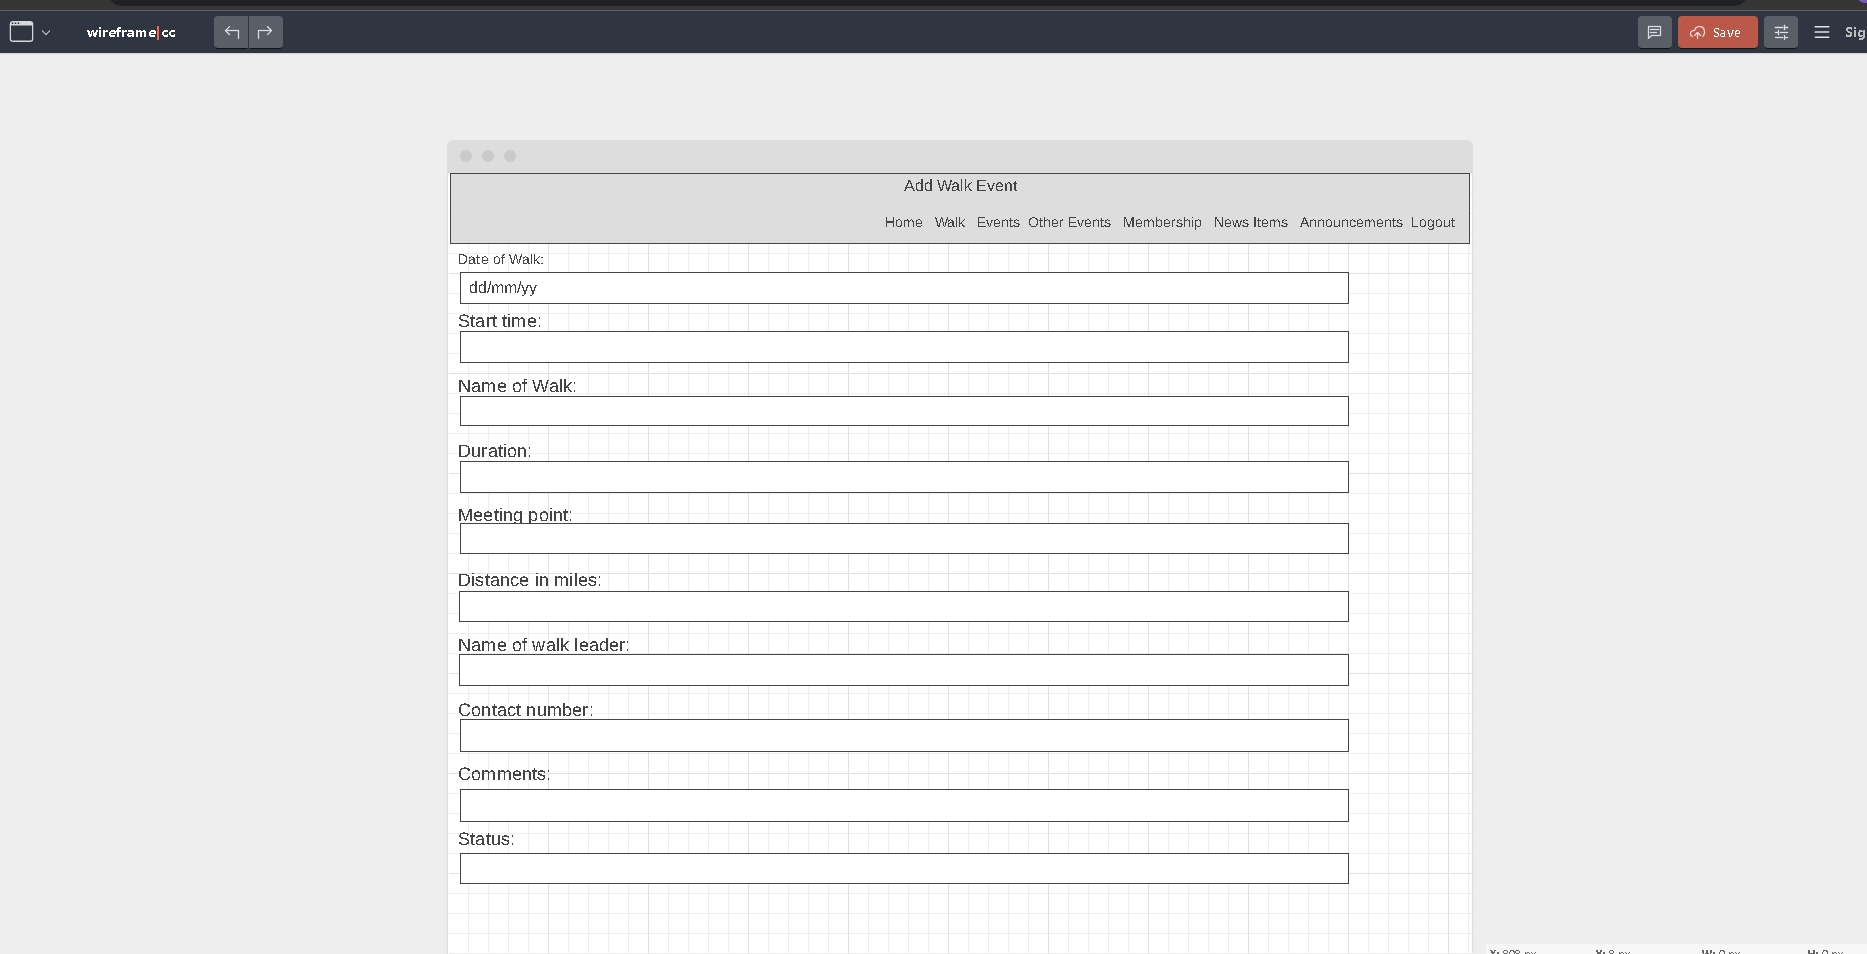 wireframe|cc
Save
Sig
Add Walk Event
Home Walk Events Other Events Membership News Items Announcements Logout
Date of Walk:
dd/mm/yy
Start time:
Name of Walk:
Duration:
Meeting point:
Distance in miles:
Name of walk leader:
Contact number:
Comments:
Status: